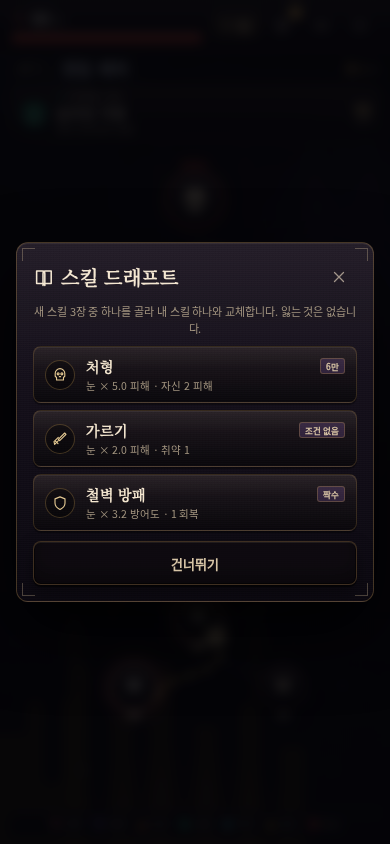 스킬 드래프트
새 스킬 3장 중 하나를 골라 내 스킬 하나와 교체합니다. 잃는 것은 없습니
다.
처형
6만
눈 × 5.0 피해 · 자신 2 피해
가르기
조건 없음
눈 × 2.0 피해 · 취약 1
철벽 방패
짝수
눈 × 3.2 방어도 · 1 회복
건너뛰기